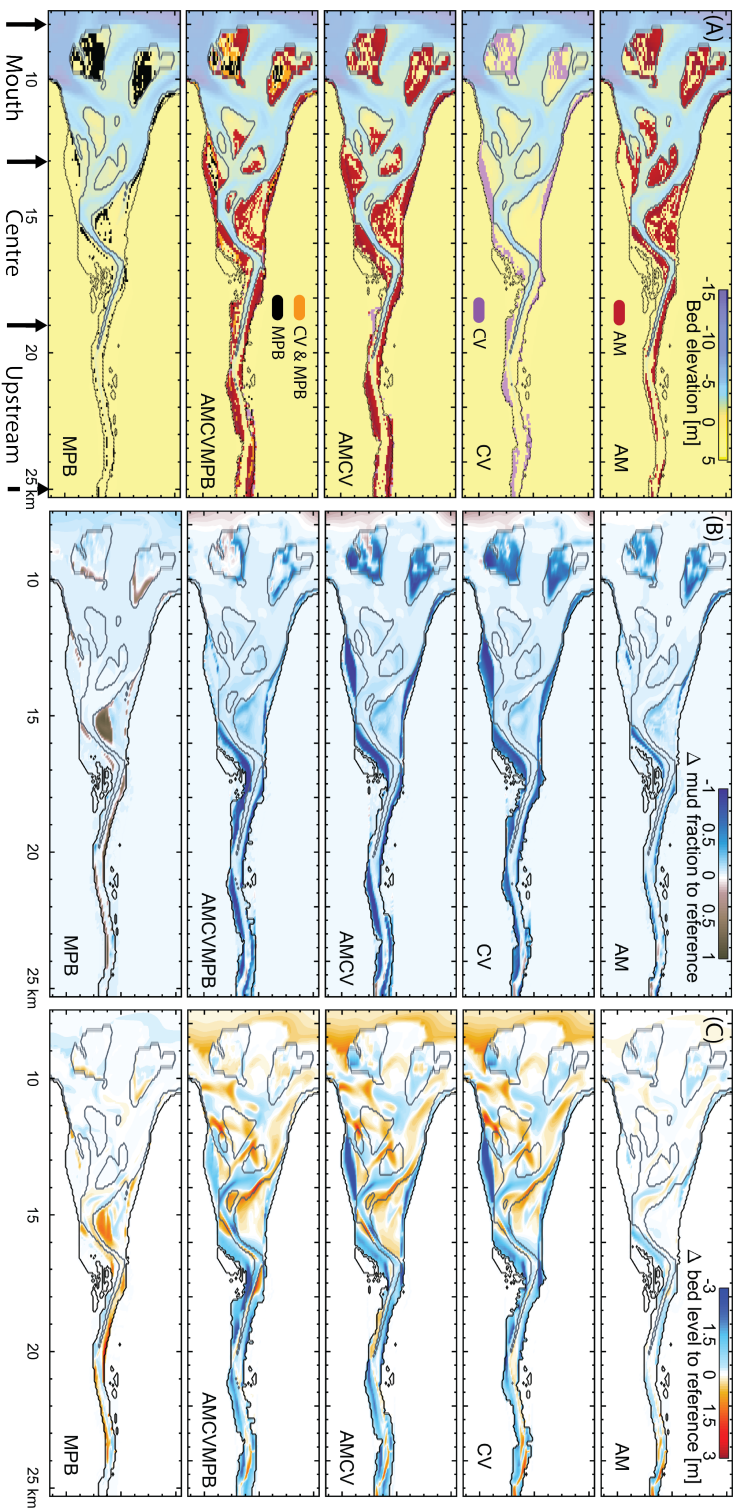 (A)
-15 -10 -5 0 5
Bed elevation [m]
AM
AM
CV
CV
AMCV
CV & MPB
MPB
AMCVMPB
MPB
10 15 20 25 km
Mouth Centre Upstream
(B)
-1 0.5 0 0.5 1
Δ mud fraction to reference
AM
CV
AMCV
AMCVMPB
MPB
10 15 20 25 km
(C)
-3 1.5 0 1.5 3
Δ bed level to reference [m]
AM
CV
AMCV
AMCVMPB
MPB
10 15 20 25 km